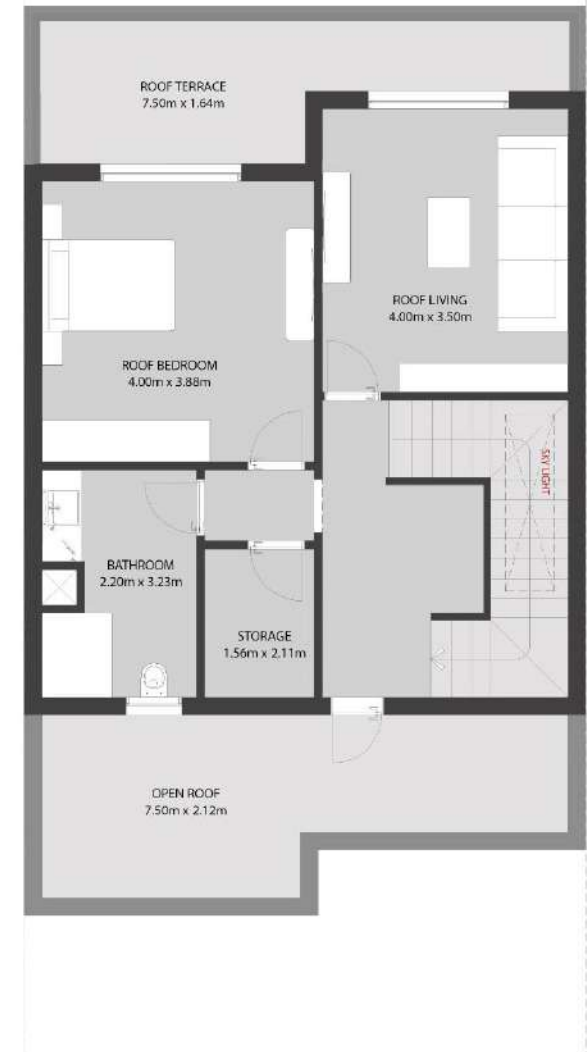 ROOF TERRACE
7.50m x 1.64m
ROOF LIVING
4.00m x 3.50m
ROOF BEDROOM
4.00m x 3.88m
SKY LIGHT
BATHROOM
2.20m x 3.23m
STORAGE
1.56m x 2.11m
OPEN ROOF
7.50m x 2.12m